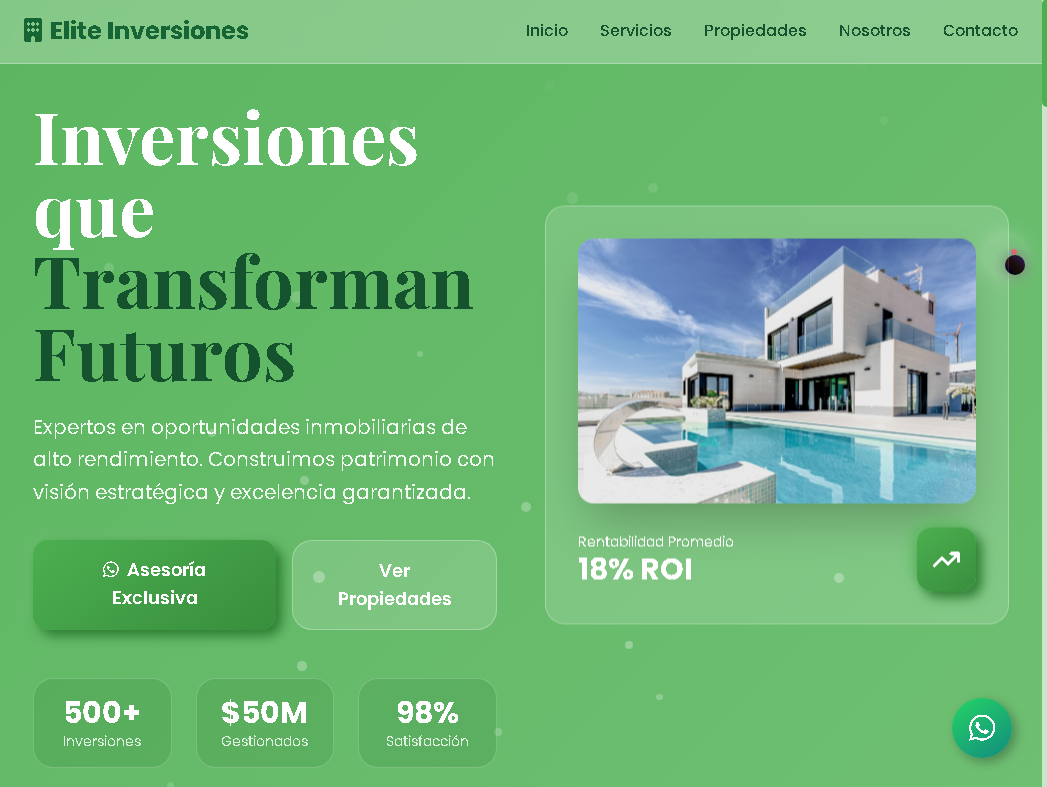 Elite Inversiones
Inicio
Servicios
Propiedades
Nosotros
Contacto
Inversiones
que
Transforman
Futuros
Expertos en oportunidades inmobiliarias de
alto rendimiento. Construimos patrimonio con
visión estratégica y excelencia garantizada.
Asesoría
Exclusiva
Ver
Propiedades
500+
Inversiones
$50M
Gestionados
98%
Satisfacción
Rentabilidad Promedio
18% ROI